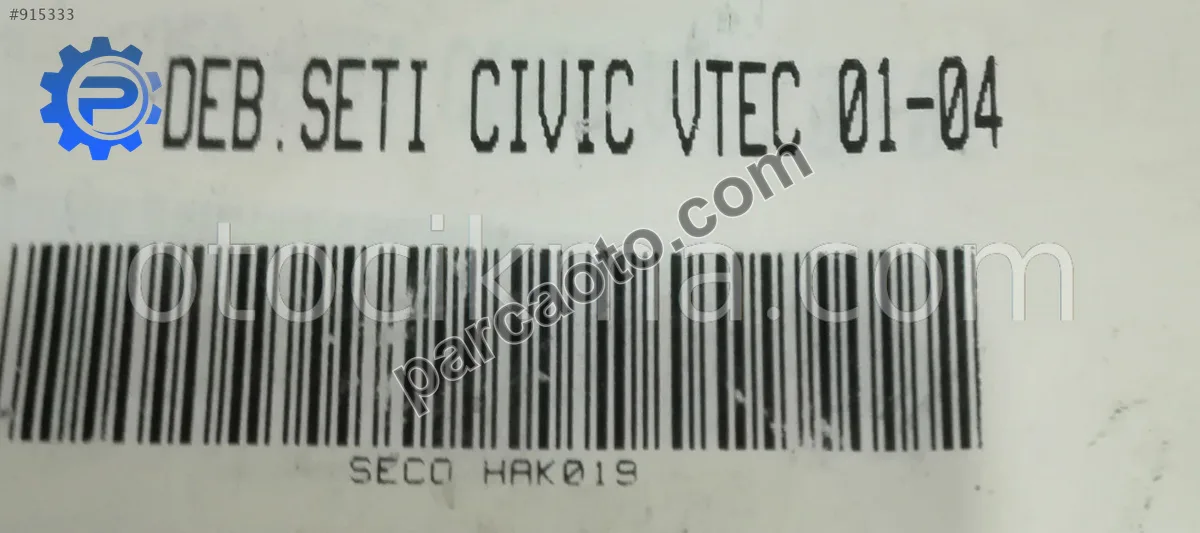 #915333
DEB.SETI CIVIC VTEC 01-04
otocikma.com
parcaoto.com
SECO HAK019